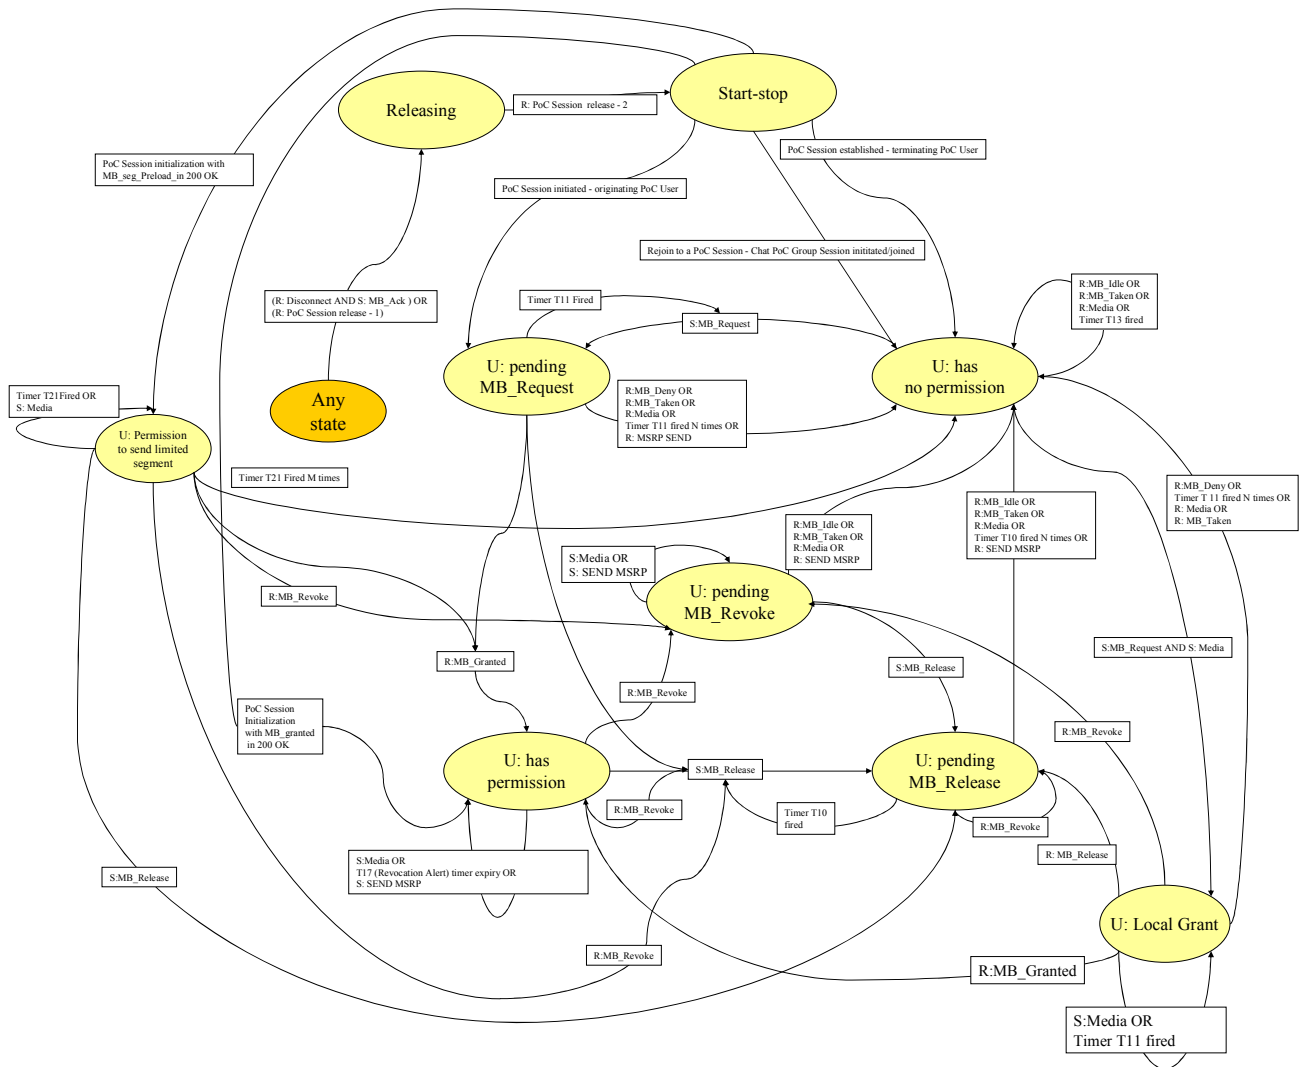 Start-stop
Releasing
R: PoC Session release - 2
PoC Session established - terminating PoC User
PoC Session initialization with
MB_seg_Preload_in 200 OK
PoC Session initiated - originating PoC User
Rejoin to a PoC Session - Chat PoC Group Session inititated/joined
(R: Disconnect AND S: MB_Ack ) OR
(R: PoC Session release - 1)
Timer T11 Fired
S:MB_Request
R:MB_Idle OR
R:MB_Taken OR
R:Media OR
Timer T13 fired
U: pending
MB_Request
U: has
no permission
Any
state
R:MB_Deny OR
R:MB_Taken OR
R:Media OR
Timer T11 fired N times OR
R: MSRP SEND
Timer T21Fired OR
S: Media
U: Permission
to send limited
segment
Timer T21 Fired M times
R:MB_Idle OR
R:MB_Taken OR
R:Media OR
Timer T10 fired N times OR
R: SEND MSRP
R:MB_Deny OR
Timer T 11 fired N times OR
R: Media OR
R: MB_Taken
R:MB_Idle OR
R:MB_Taken OR
R:Media OR
R: SEND MSRP
S:Media OR
S: SEND MSRP
U: pending
MB_Revoke
R:MB_Revoke
S:MB_Request AND S: Media
R:MB_Granted
S:MB_Release
R:MB_Revoke
PoC Session
Initialization
with MB_granted
in 200 OK
R:MB_Revoke
U: has
permission
S:MB_Release
U: pending
MB_Release
R:MB_Revoke
Timer T10
fired
R:MB_Revoke
R: MB_Release
S:Media OR
T17 (Revocation Alert) timer expiry OR
S: SEND MSRP
S:MB_Release
U: Local Grant
R:MB_Revoke
R:MB_Granted
S:Media OR
Timer T11 fired